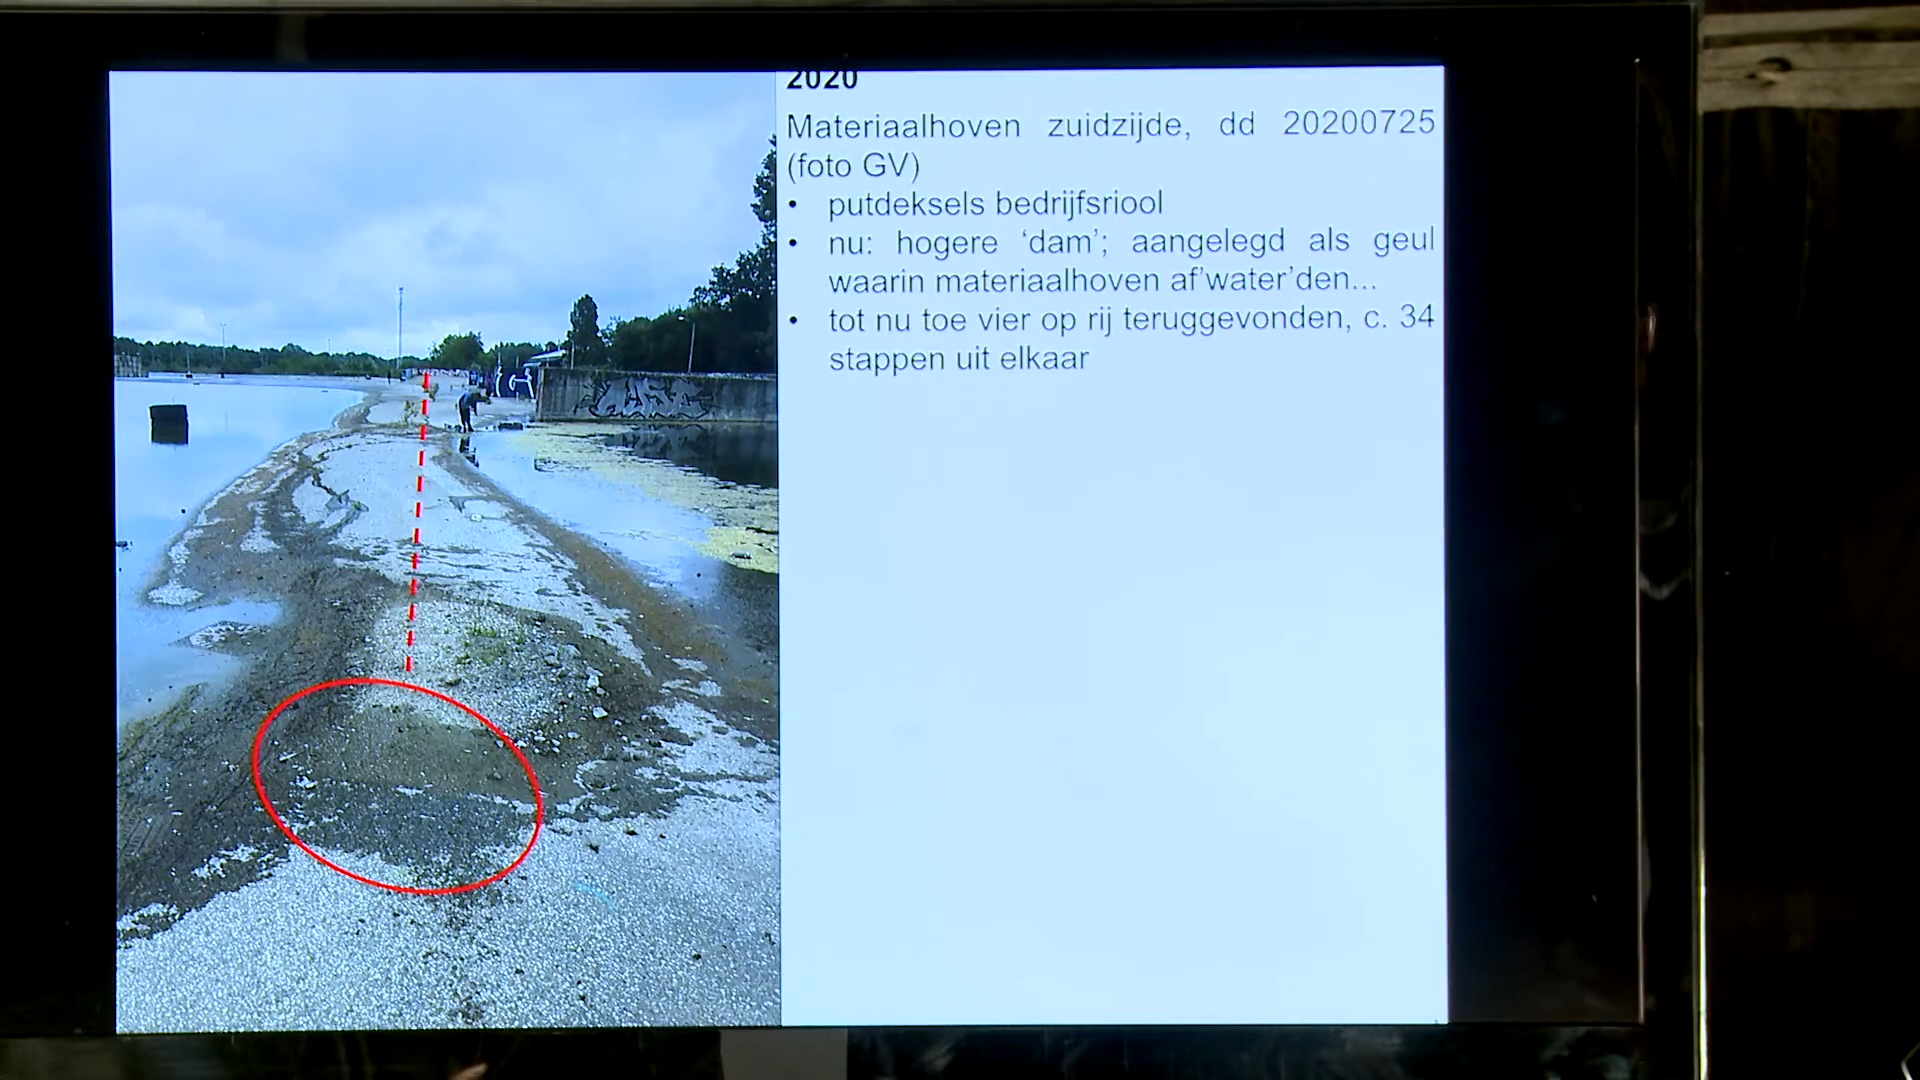 2020
Materiaalhoven zuidzijde, dd 20200725
(foto GV)
• putdeksels bedrijfsriool
• nu: hogere ‘dam’; aangelegd als geul
waarin materiaalhoven af’water’den...
• tot nu toe vier op rij teruggevonden, c. 34
stappen uit elkaar